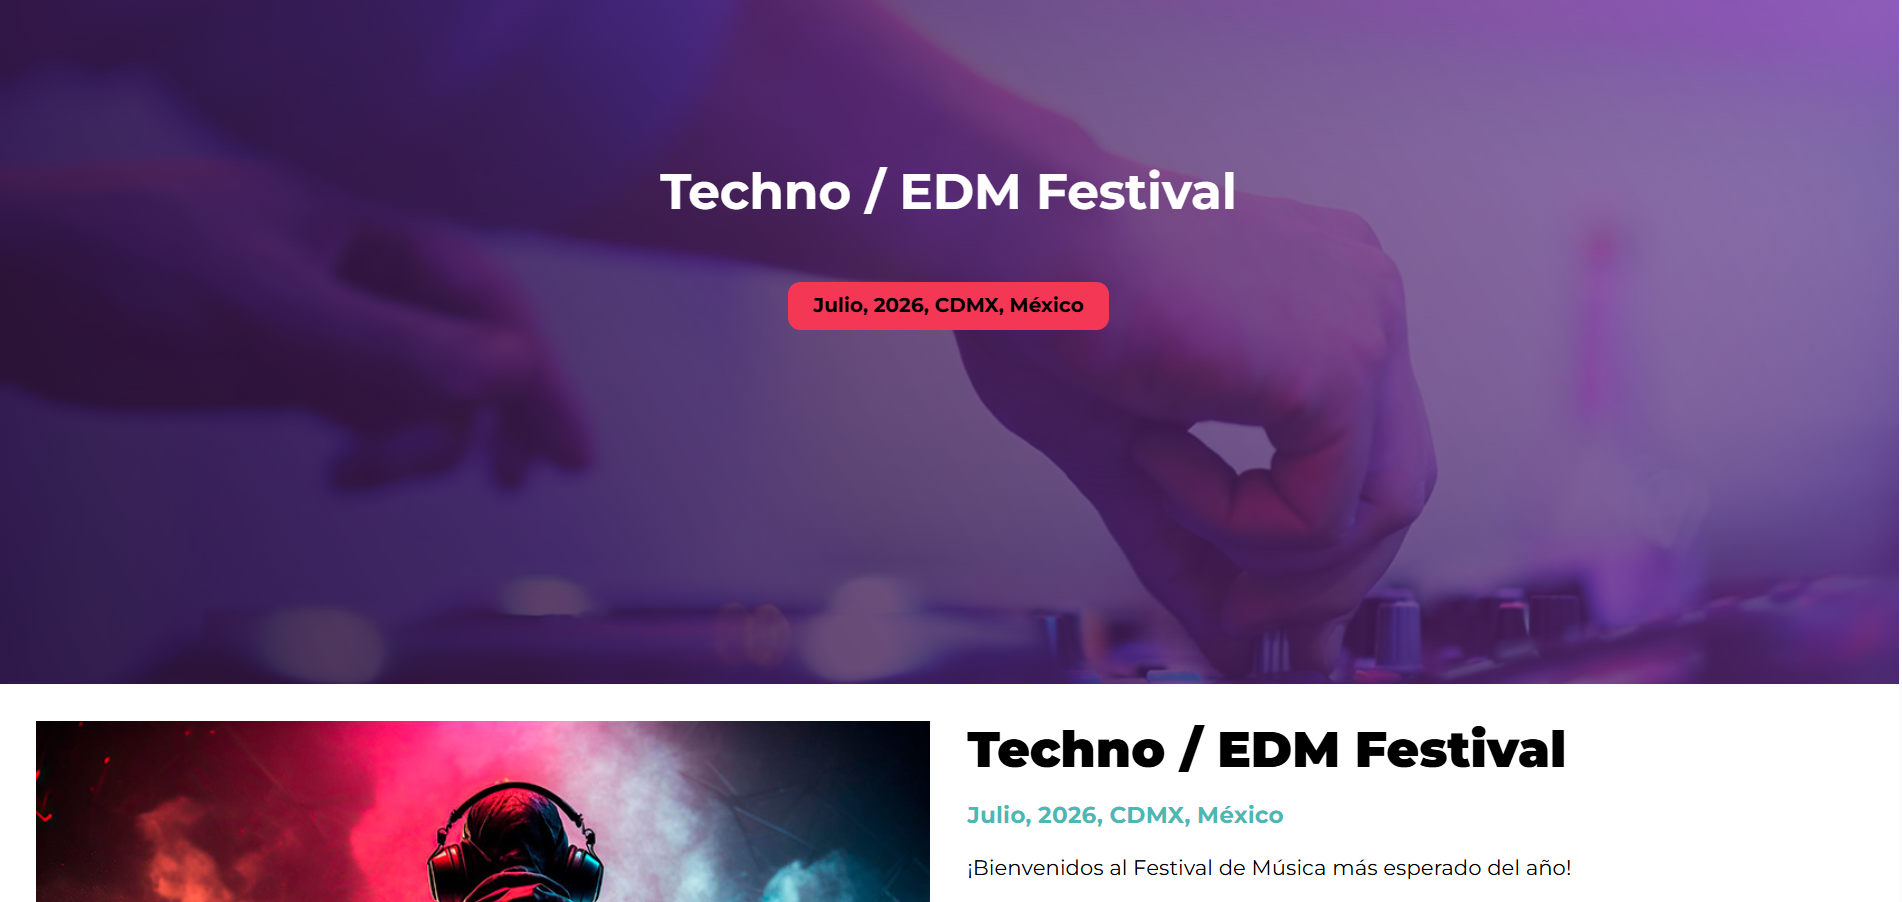 Techno / EDM Festival
Julio, 2026, CDMX, México
Techno / EDM Festival
Julio, 2026, CDMX, México
¡Bienvenidos al Festival de Música más esperado del año!